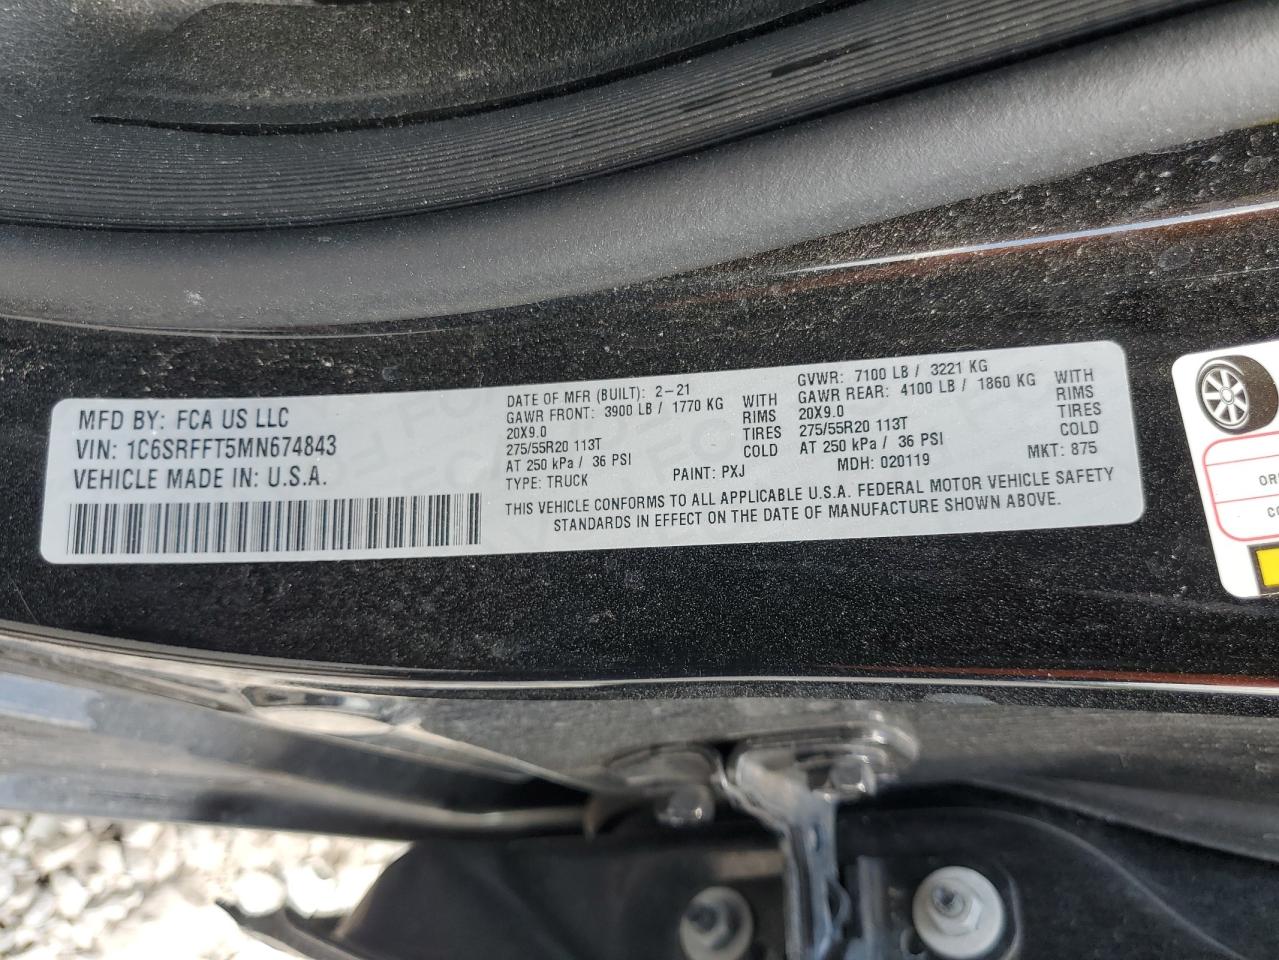 MFD BY: FCA US LLC
VIN: 1C6SRFFT5MN674843
VEHICLE MADE IN: U.S.A.
DATE OF MFR (BUILT): 2-21
GAWR FRONT: 3900 LB / 1770 KG WITH
20X9.0 RIMS
275/55R20 113T TIRES
AT 250 kPa / 36 PSI COLD
TYPE: TRUCK PAINT: PXJ
GVWR: 7100 LB / 3221 KG
GAWR REAR: 4100 LB / 1860 KG WITH
20X9.0 RIMS
275/55R20 113T TIRES
AT 250 kPa / 36 PSI COLD
MDH: 020119 MKT: 875
THIS VEHICLE CONFORMS TO ALL APPLICABLE U.S.A. FEDERAL MOTOR VEHICLE SAFETY
STANDARDS IN EFFECT ON THE DATE OF MANUFACTURE SHOWN ABOVE.